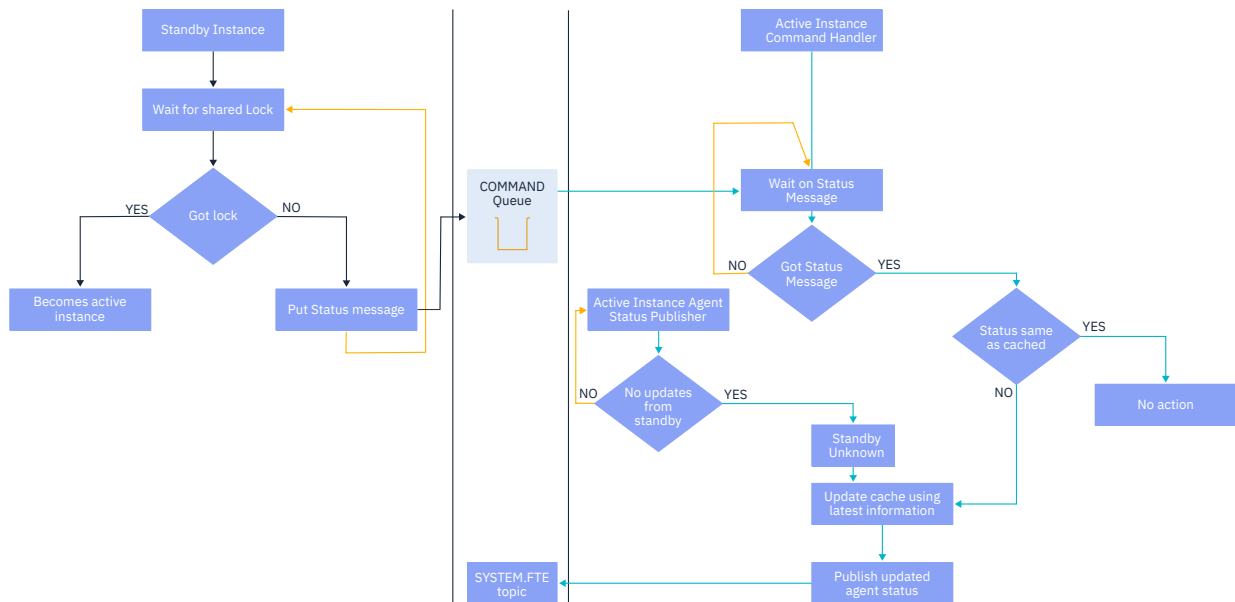 Standby Instance
Wait for shared Lock
Got lock
YES
NO
Becomes active
instance
Put Status message
COMMAND
Queue
SYSTEM.FTE
topic
Active Instance
Command Handler
Wait on Status
Message
Got Status
Message
NO
YES
Active Instance Agent
Status Publisher
No updates
from
standby
NO
YES
Status same
as cached
YES
NO
No action
Standby
Unknown
Update cache using
latest information
Publish updated
agent status